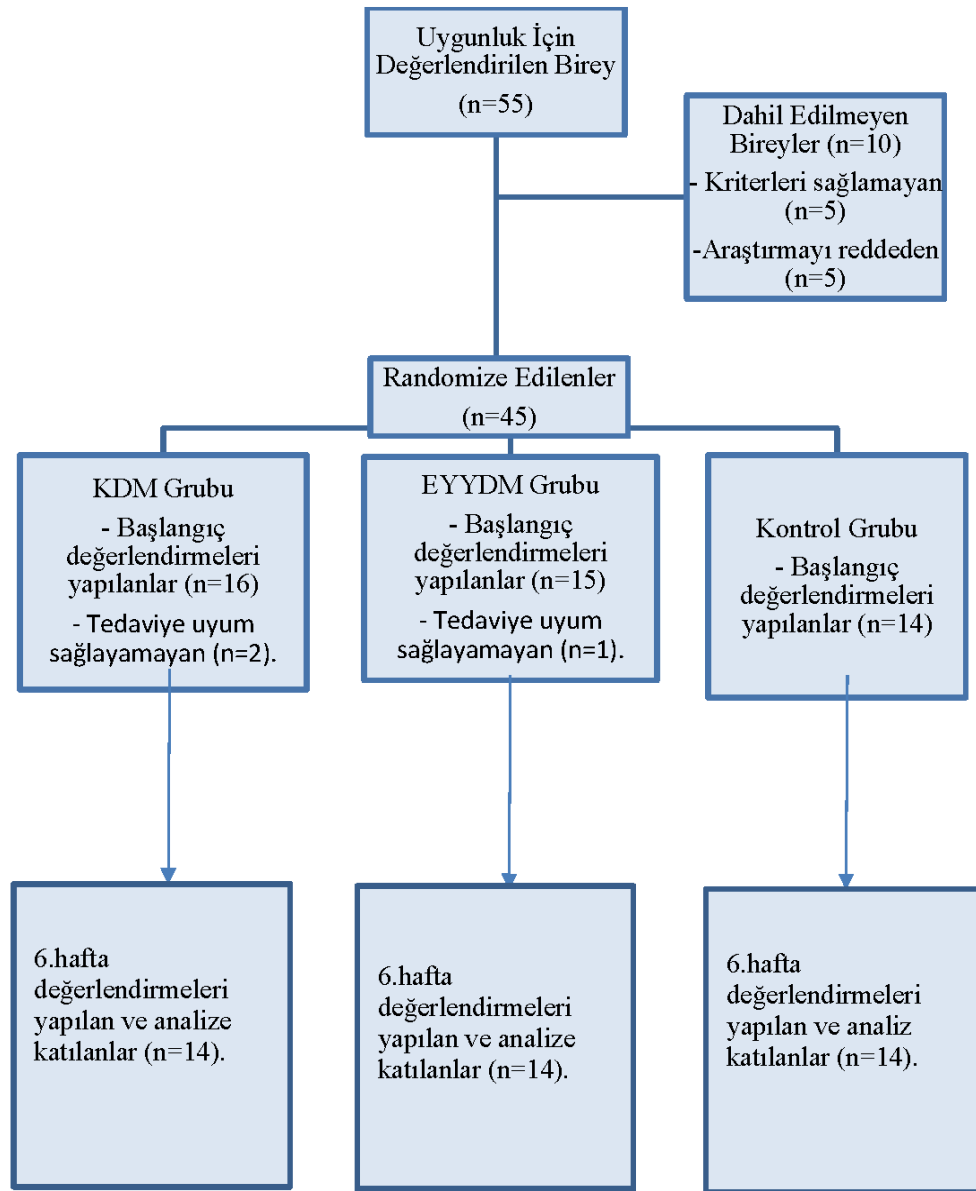 Uygunluk İçin
Değerlendirilen Birey
(n=55)
Dahil Edilmeyen
Bireyler (n=10)
- Kriterleri sağlamayan
(n=5)
-Araştırmayı reddeden
(n=5)
Randomize Edilenler
(n=45)
KDM Grubu
- Başlangıç
değerlendirmeleri
yapılanlar (n=16)
- Tedaviye uyum
sağlayamayan (n=2).
EYYDM Grubu
- Başlangıç
değerlendirmeleri
yapılanlar (n=15)
- Tedaviye uyum
sağlayamayan (n=1).
Kontrol Grubu
- Başlangıç
değerlendirmeleri
yapılanlar (n=14)
6.hafta
değerlendirmeleri
yapılan ve analize
katılanlar (n=14).
6.hafta
değerlendirmeleri
yapılan ve analize
katılanlar (n=14).
6.hafta
değerlendirmeleri
yapılan ve analiz
katılanlar (n=14).